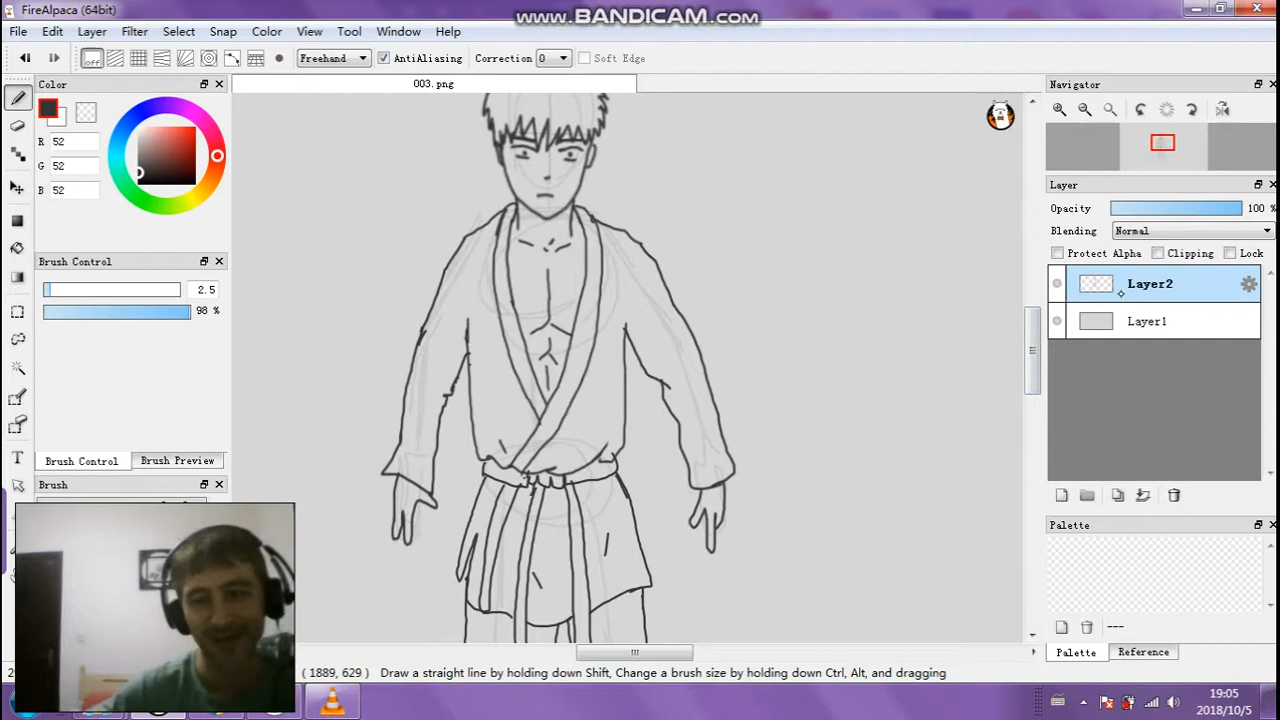 FireAlpaca (64bit)
www.BANDICAM.com
File Edit Layer Filter Select Snap Color View Tool Window Help
off Freehand AntiAliasing Correction 0 Soft Edge
Color
003.png
Navigator
R 52
G 52
B 52
Layer
Opacity 100 %
Blending Normal
Protect Alpha Clipping Lock
Brush Control
2.5
98 %
Layer2
Layer1
Brush Control Brush Preview
Brush
Palette
---
Palette Reference
( 1889, 629 ) Draw a straight line by holding down Shift, Change a brush size by holding down Ctrl, Alt, and dragging
19:05
2018/10/5